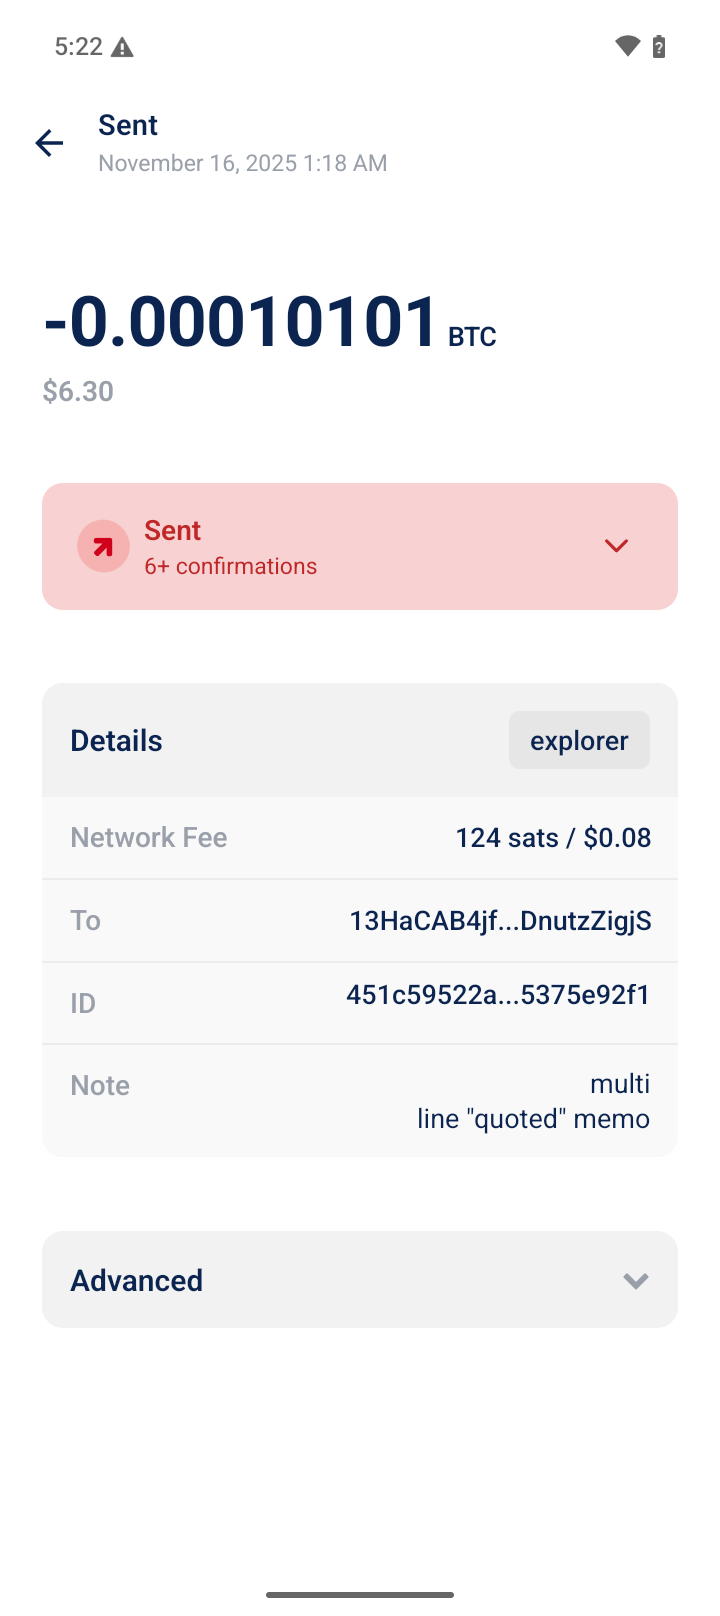 5:22
Sent
November 16, 2025 1:18 AM
-0.00010101 BTC
$6.30
Sent
6+ confirmations
Details
explorer
Network Fee
124 sats / $0.08
To
13HaCAB4jf...DnutzZigjS
ID
451c59522a...5375e92f1
Note
multi
line "quoted" memo
Advanced